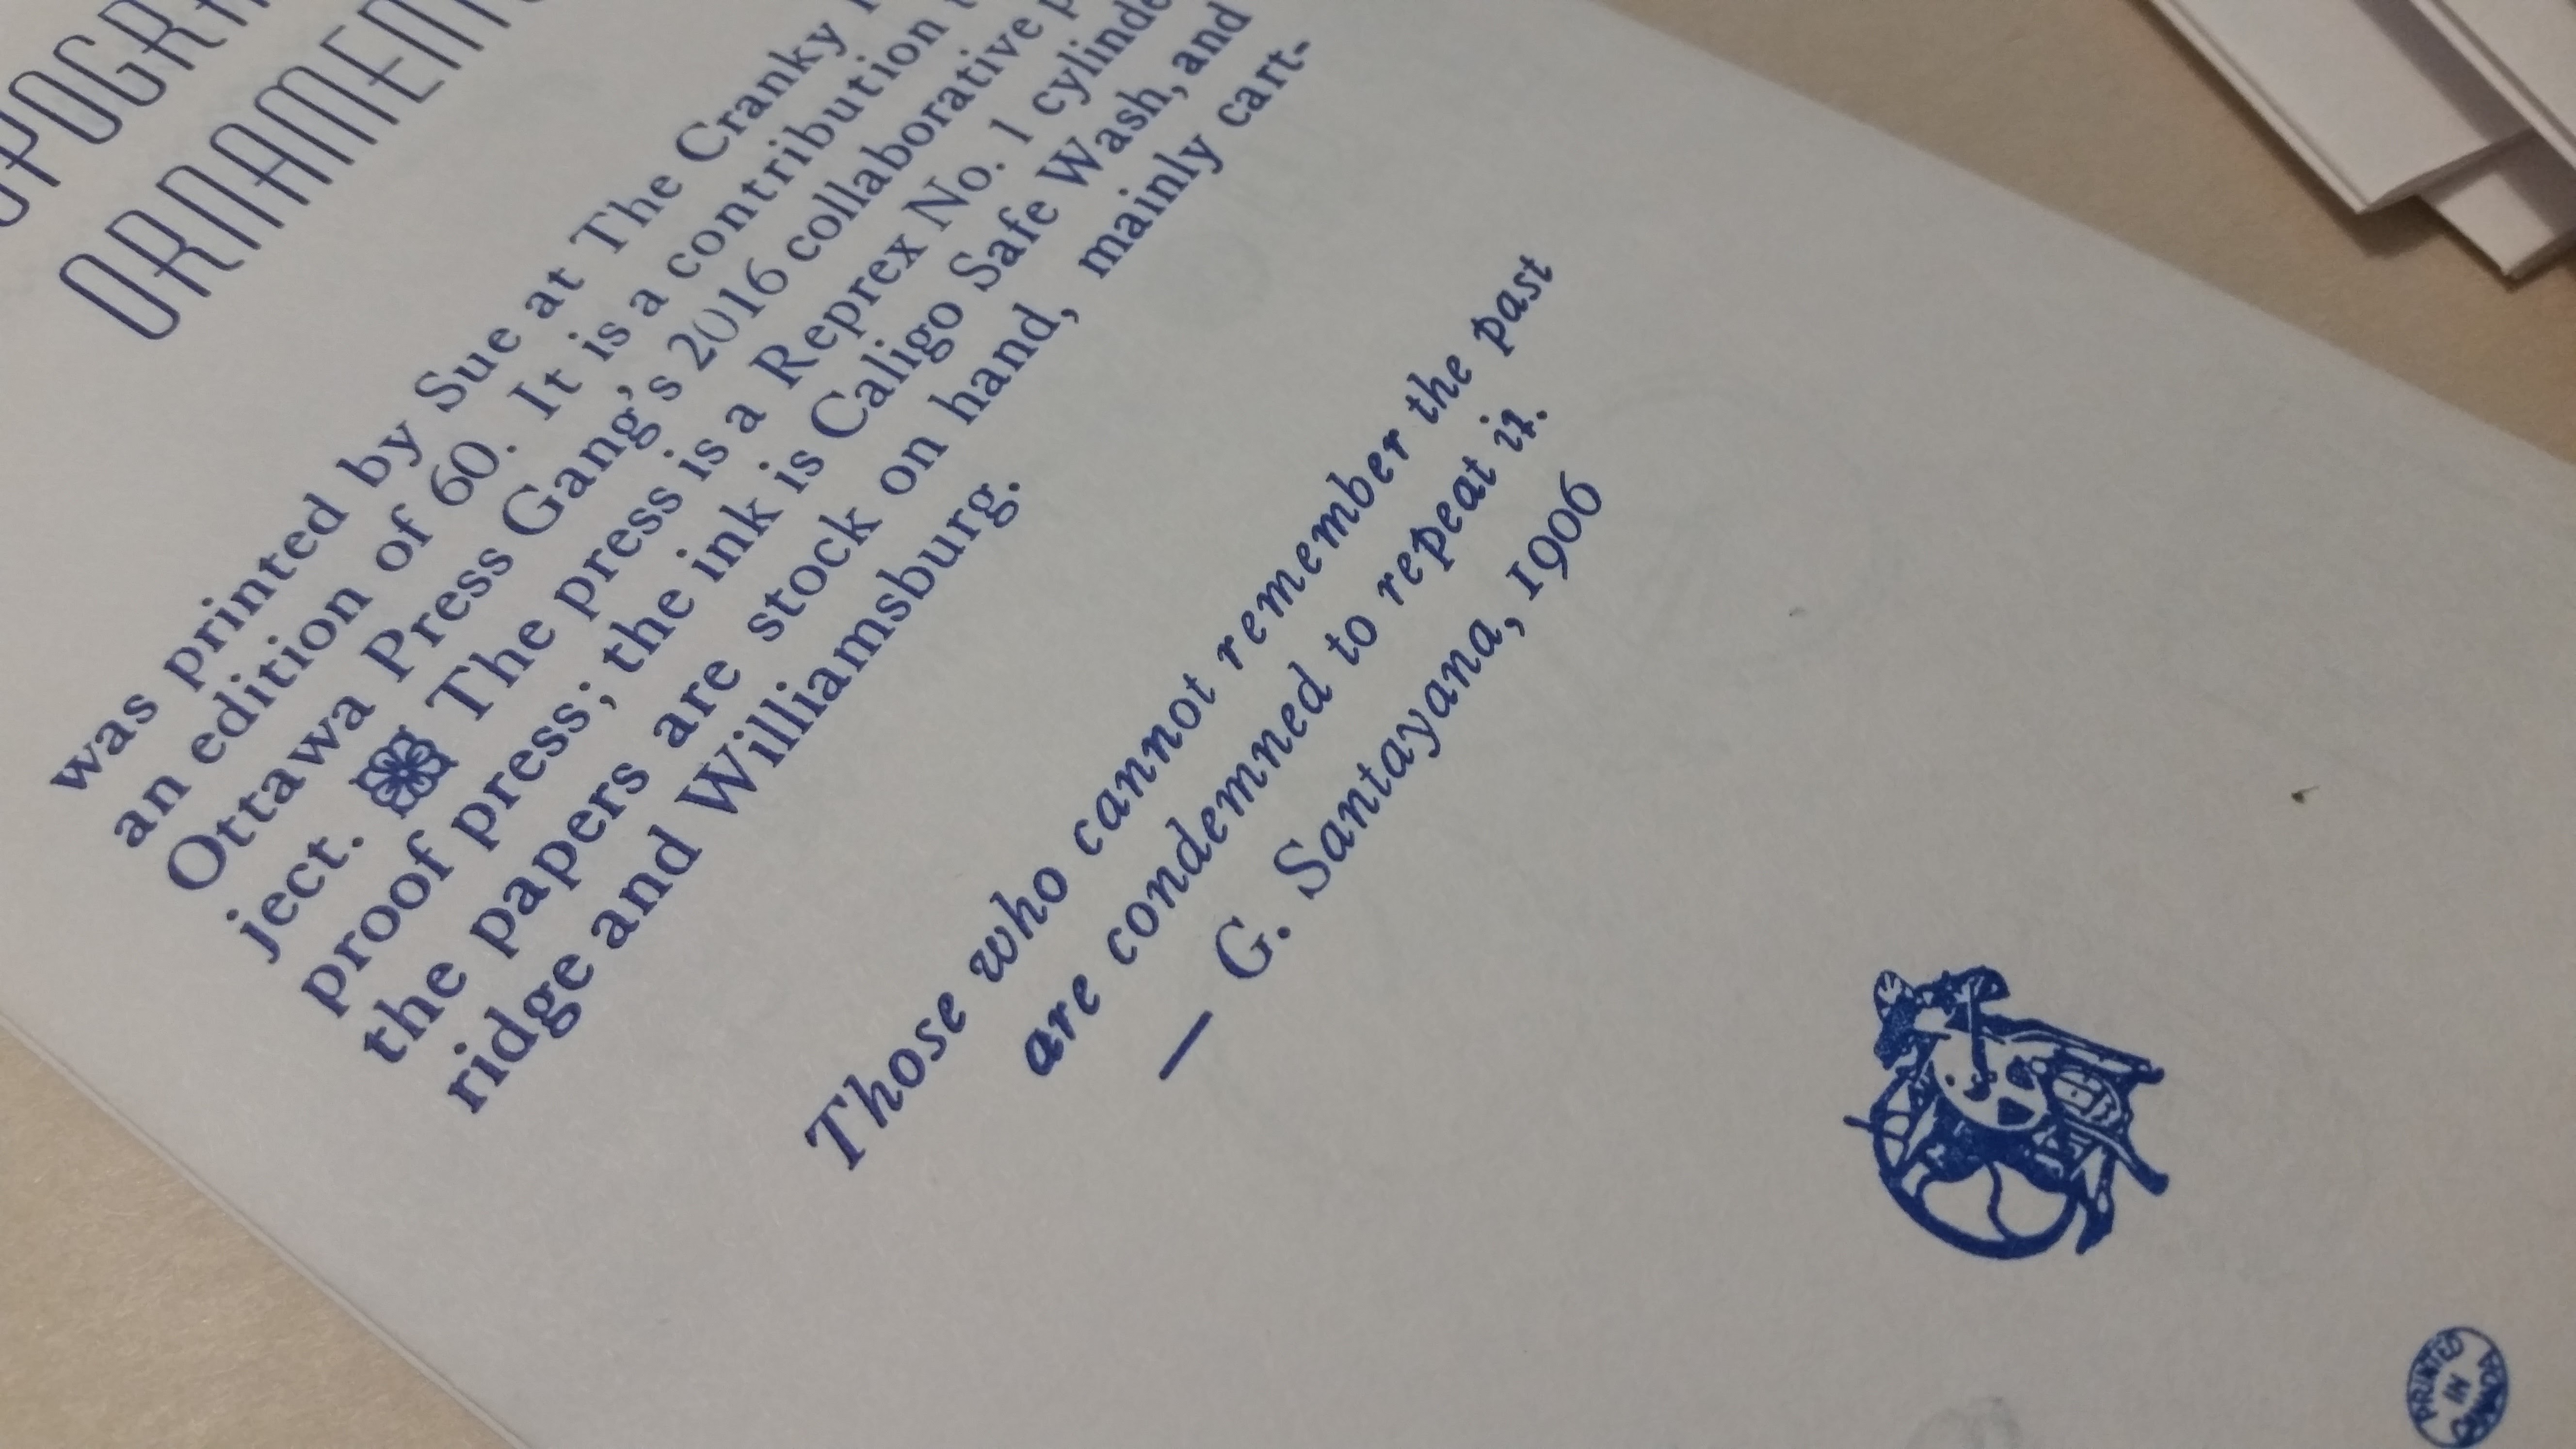 ORNAMENT
was printed by Sue at The Cranky
an edition of 60. It is a contribution
Ottawa Press Gang's 2016 collaborative
ject. The press is a Reprex No. 1
proof press; the ink is Caligo Safe Wash, and
the papers are stock on hand, mainly cart-
ridge and Williamsburg.
Those who cannot remember the past
are condemned to repeat it.
— G. Santayana, 1906
PRINTED
IN
CANADA